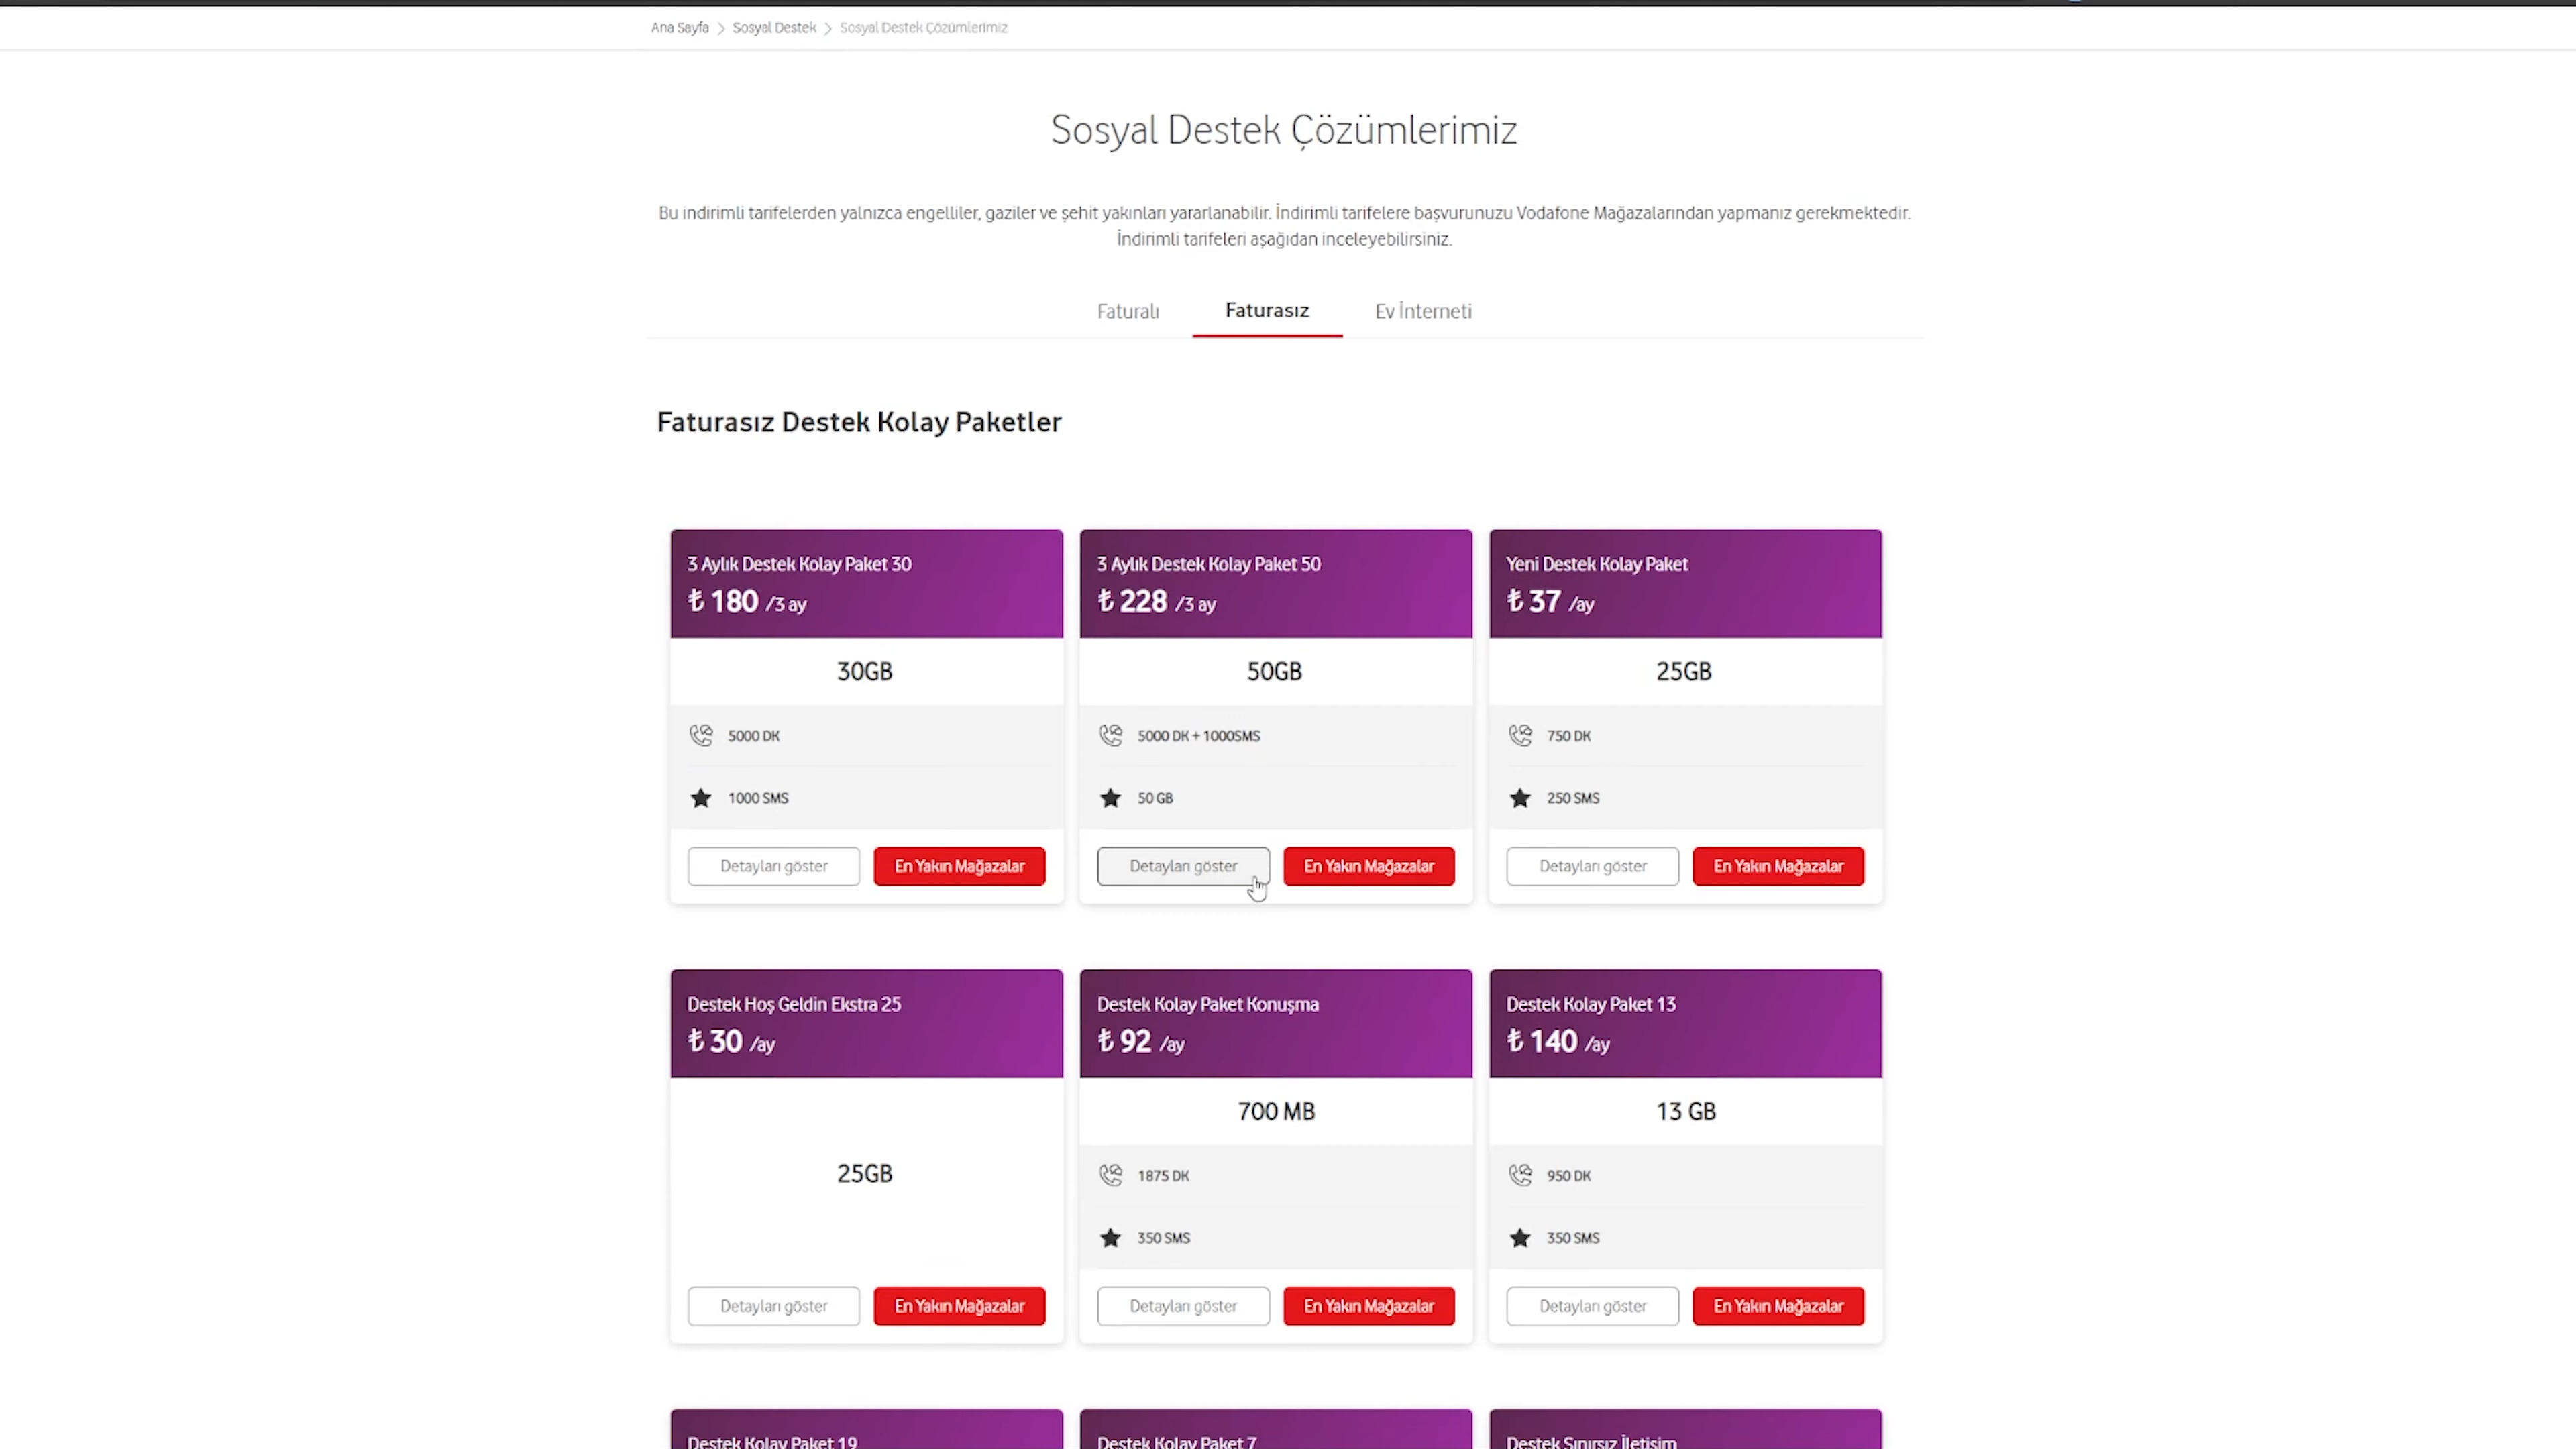 Ana Sayfa > Sosyal Destek > Sosyal Destek Çözümlerimiz
Sosyal Destek Çözümlerimiz
Bu indirimli tarifelerden yalnızca engelliler, gaziler ve şehit yakınları yararlanabilir. İndirimli tarifelere başvurunuzu Vodafone Mağazalarından yapmanız gerekmektedir.
İndirimli tarifeleri aşağıdan inceleyebilirsiniz.
Faturalı Faturasız Ev İnterneti
Faturasız Destek Kolay Paketler
3 Aylık Destek Kolay Paket 30
₺ 180 /3 ay
30GB
5000 DK
1000 SMS
Detayları göster En Yakın Mağazalar
3 Aylık Destek Kolay Paket 50
₺ 228 /3 ay
50GB
5000 DK + 1000SMS
50 GB
Detayları göster En Yakın Mağazalar
Yeni Destek Kolay Paket
₺ 37 /ay
25GB
750 DK
250 SMS
Detayları göster En Yakın Mağazalar
Destek Hoş Geldin Ekstra 25
₺ 30 /ay
25GB
Detayları göster En Yakın Mağazalar
Destek Kolay Paket Konuşma
₺ 92 /ay
700 MB
1875 DK
350 SMS
Detayları göster En Yakın Mağazalar
Destek Kolay Paket 13
₺ 140 /ay
13 GB
950 DK
350 SMS
Detayları göster En Yakın Mağazalar
Destek Kolay Paket 19
Destek Kolay Paket 7
Destek Sınırsız İletişim